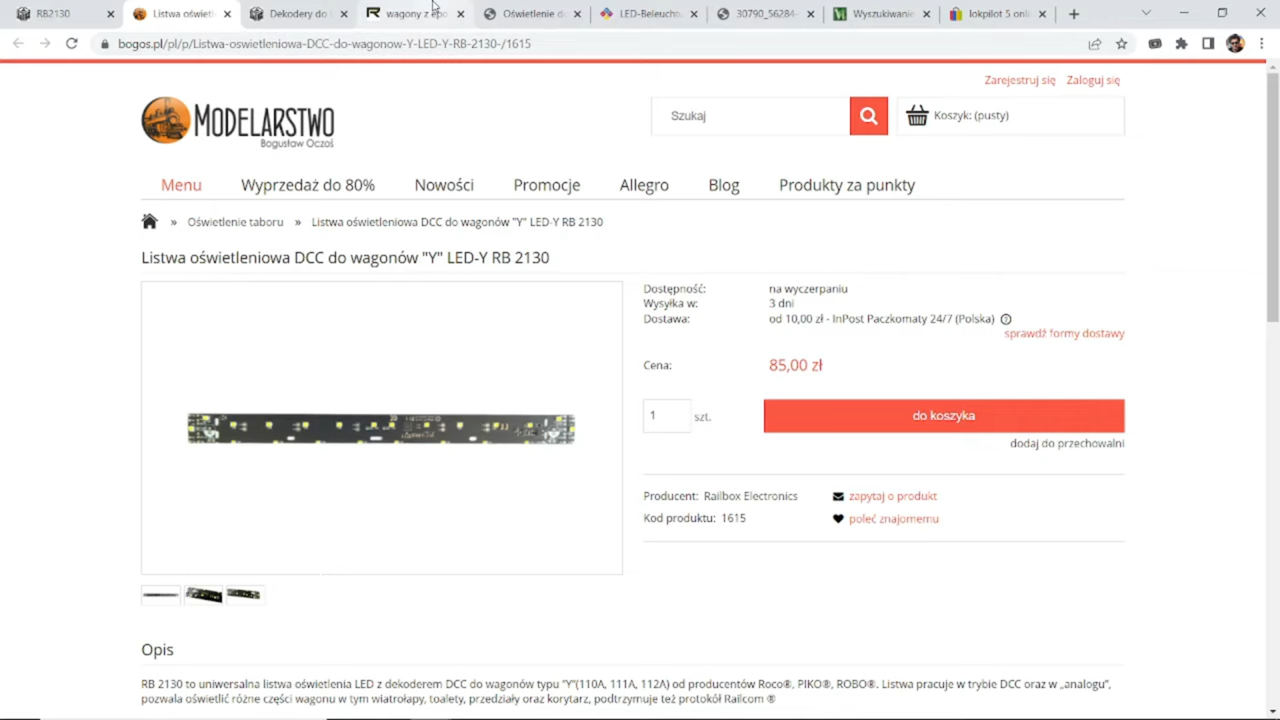 RB2130
Listwa oświetl
Dekodery do l
wagony z epo
Oświetlenie d
LED-Beleucht
30790_56284-
Wyszukiwanie
lokpilot 5 onli
bogos.pl/pl/p/Listwa-oswietleniowa-DCC-do-wagonow-Y-LED-Y-RB-2130-/1615
Zarejestruj się Zaloguj się
MODELARSTWO
Bogusław Oczoś
Szukaj
Koszyk: (pusty)
Menu Wyprzedaż do 80% Nowości Promocje Allegro Blog Produkty za punkty
» Oświetlenie taboru » Listwa oświetleniowa DCC do wagonów "Y" LED-Y RB 2130
Listwa oświetleniowa DCC do wagonów "Y" LED-Y RB 2130
Dostępność: na wyczerpaniu
Wysyłka w: 3 dni
Dostawa: od 10,00 zł - InPost Paczkomaty 24/7 (Polska)
sprawdź formy dostawy
Cena: 85,00 zł
1 szt. do koszyka
dodaj do przechowalni
Producent: Railbox Electronics zapytaj o produkt
Kod produktu: 1615 poleć znajomemu
Opis
RB 2130 to uniwersalna listwa oświetlenia LED z dekoderem DCC do wagonów typu "Y"(110A, 111A, 112A) od producentów Roco®, PIKO®, ROBO®. Listwa pracuje w trybie DCC oraz w „analogu”,
pozwala oświetlić różne części wagonu w tym wiatrołapy, toalety, przedziały oraz korytarz, podtrzymuje też protokół Railcom ®